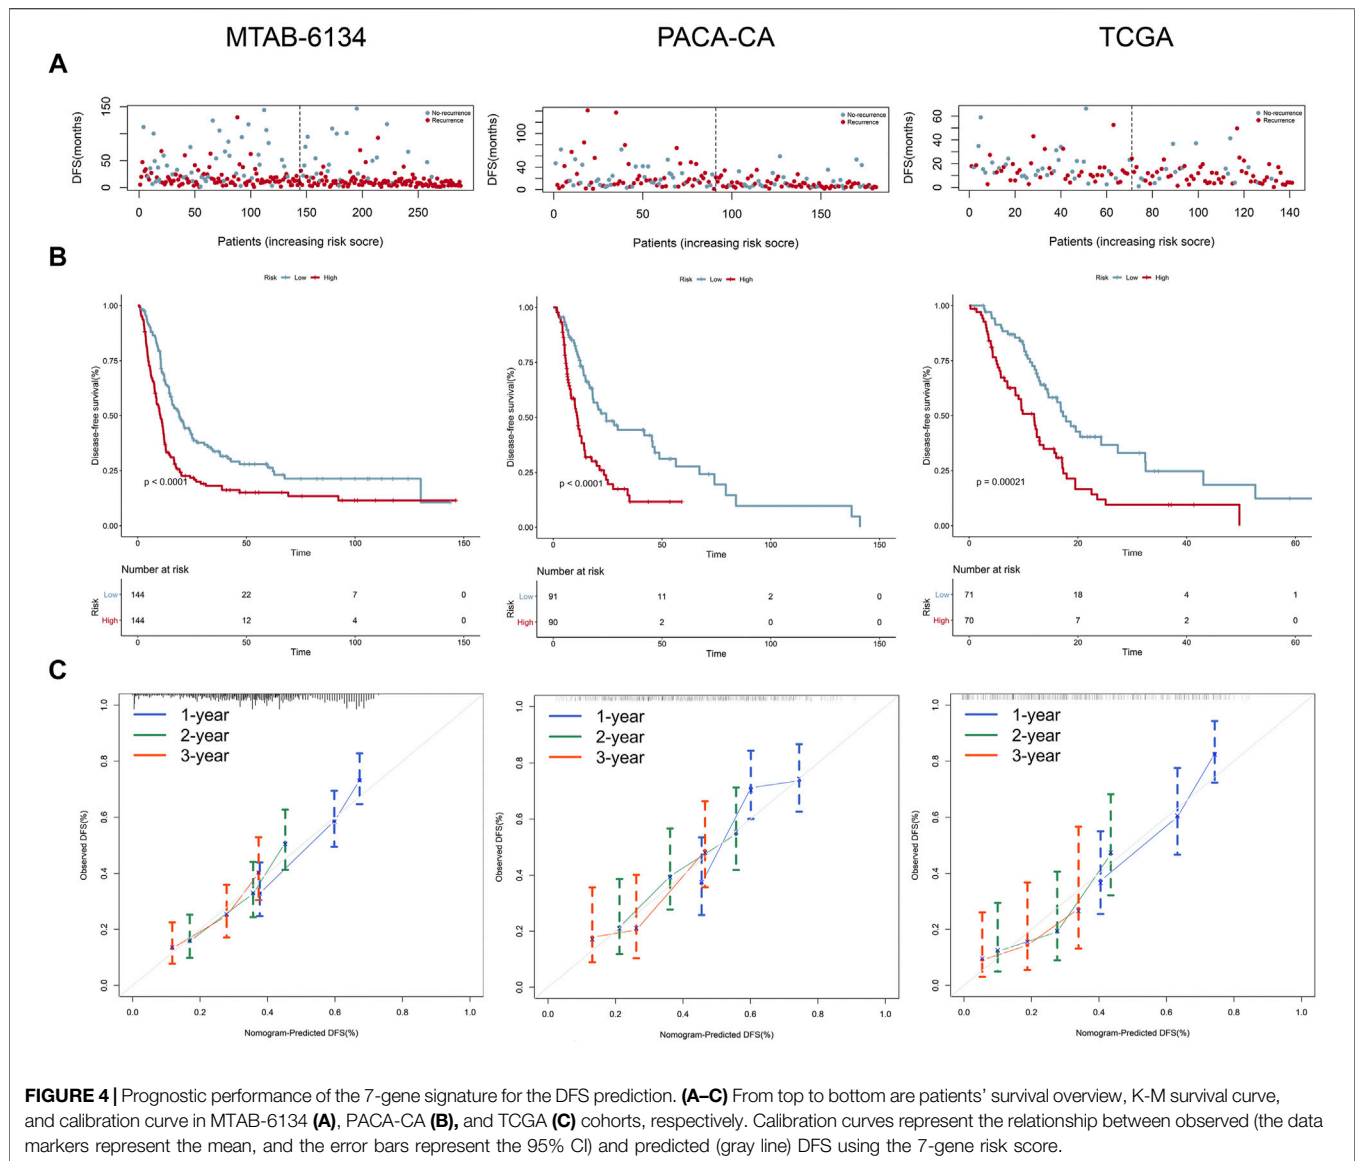 MTAB-6134 PACA-CA TCGA
A
DFS(months)
150
50
0
No-recurrence
Recurrence
0 50 100 150 200 250
Patients (increasing risk socre)
DFS(months)
100
40
0
No-recurrence
Recurrence
0 50 100 150
Patients (increasing risk socre)
DFS(months)
60
40
20
0
No-recurrence
Recurrence
0 20 40 60 80 100 120 140
Patients (increasing risk socre)
B
Risk Low High
Disease-free survival(%)
1.00
0.75
0.50
0.25
0.00
p < 0.0001
0 50 100 150
Time
Number at risk
Risk
Low 144 22 7 0
High 144 12 4 0
0 50 100 150
Time
Risk Low High
Disease-free survival(%)
1.00
0.75
0.50
0.25
0.00
p < 0.0001
0 50 100 150
Time
Number at risk
Risk
Low 91 11 2 0
High 90 2 0 0
0 50 100 150
Time
Risk Low High
Disease-free survival(%)
1.00
0.75
0.50
0.25
0.00
p = 0.00021
0 20 40 60
Time
Number at risk
Risk
Low 71 18 4 1
High 70 7 2 0
0 20 40 60
Time
C
1-year
2-year
3-year
Observed DFS(%)
1.0
0.8
0.6
0.4
0.2
0.0
0.0 0.2 0.4 0.6 0.8 1.0
Nomogram-Predicted DFS(%)
1-year
2-year
3-year
Observed DFS(%)
1.0
0.8
0.6
0.4
0.2
0.0
0.0 0.2 0.4 0.6 0.8 1.0
Nomogram-Predicted DFS(%)
1-year
2-year
3-year
Observed DFS(%)
1.0
0.8
0.6
0.4
0.2
0.0
0.0 0.2 0.4 0.6 0.8 1.0
Nomogram-Predicted DFS(%)
FIGURE 4 | Prognostic performance of the 7-gene signature for the DFS prediction. (A–C) From top to bottom are patients’ survival overview, K-M survival curve,
and calibration curve in MTAB-6134 (A), PACA-CA (B), and TCGA (C) cohorts, respectively. Calibration curves represent the relationship between observed (the data
markers represent the mean, and the error bars represent the 95% CI) and predicted (gray line) DFS using the 7-gene risk score.